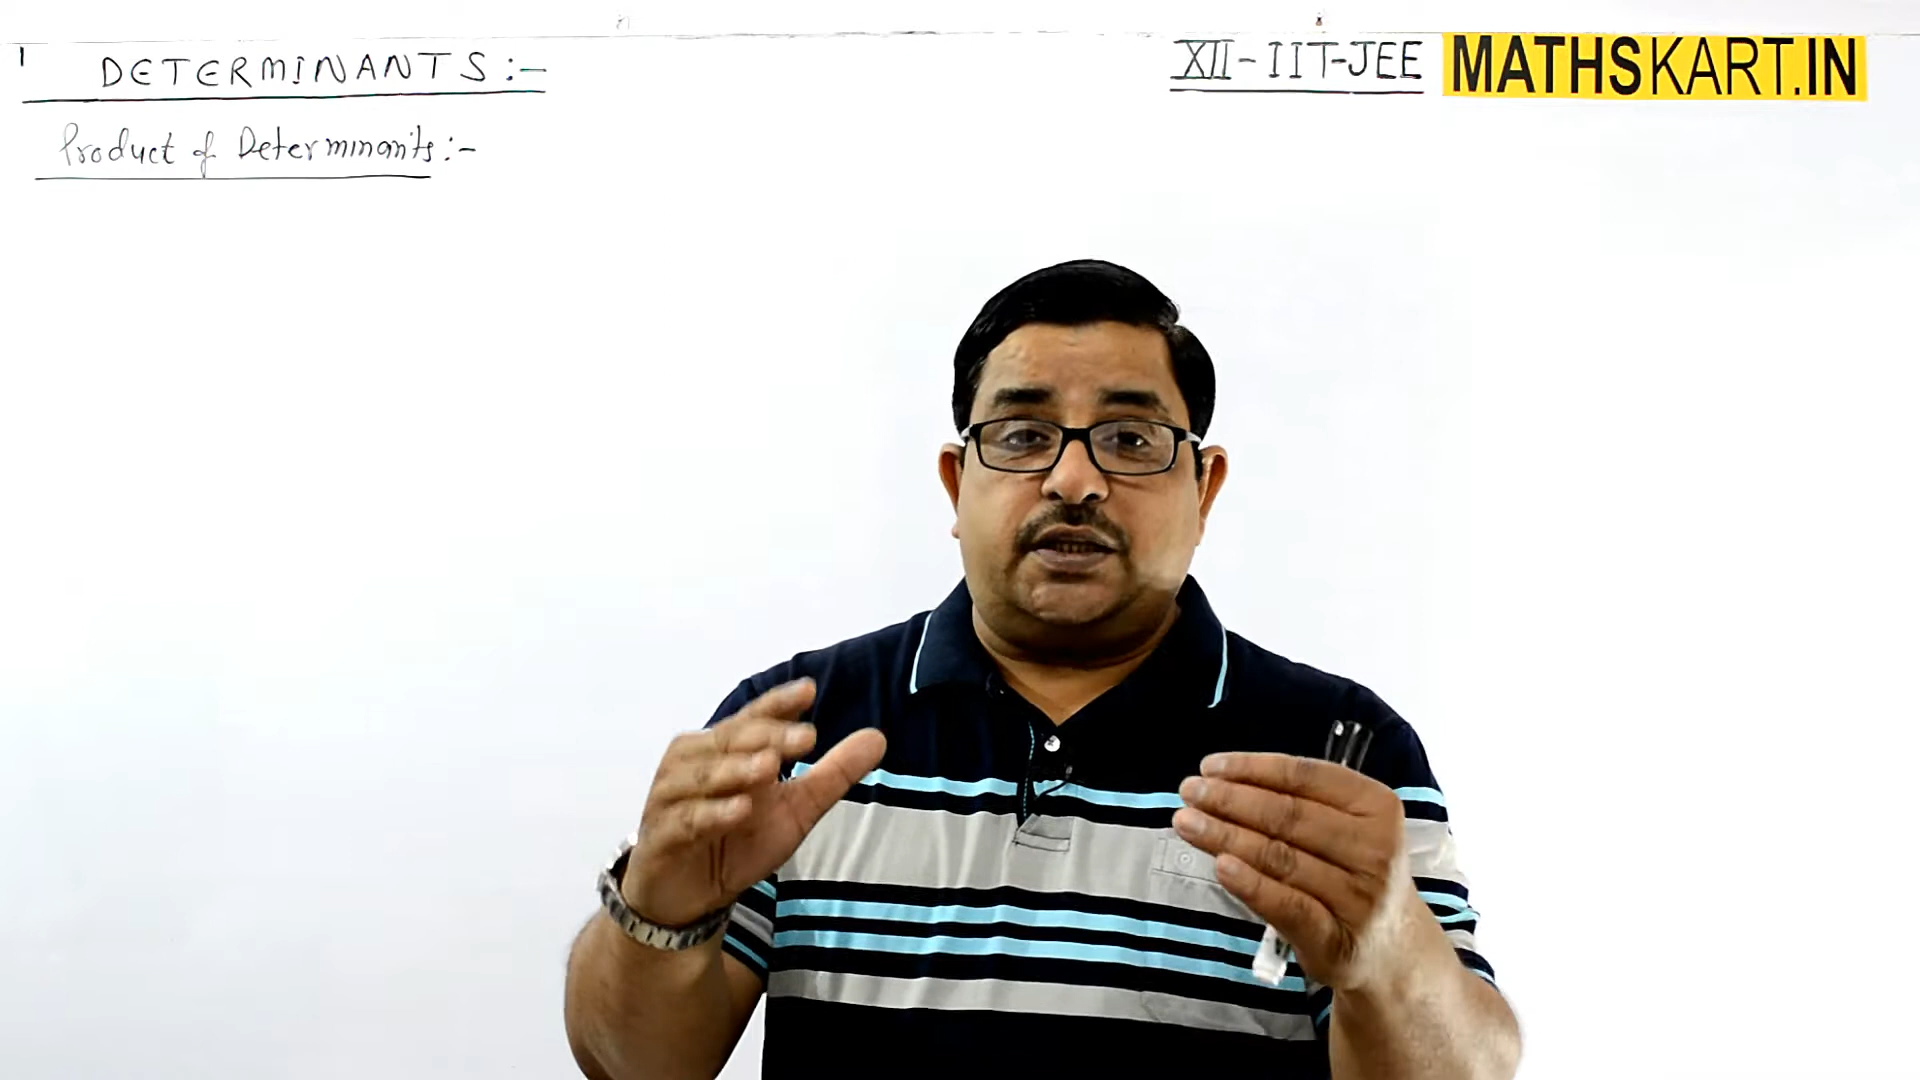 DETERMINANTS :-
XII - IIT-JEE MATHSKART.IN
Product of Determinants :-